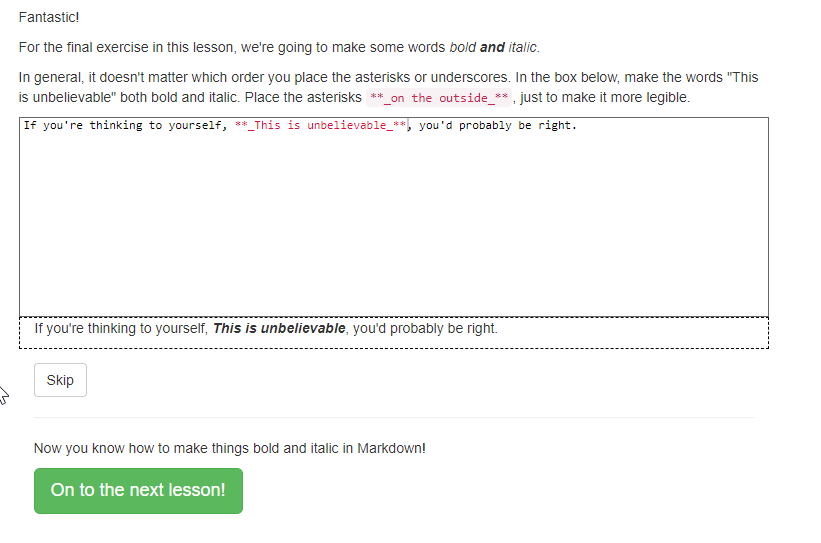 Fantastic!
For the final exercise in this lesson, we're going to make some words bold and italic.
In general, it doesn't matter which order you place the asterisks or underscores. In the box below, make the words "This
is unbelievable" both bold and italic. Place the asterisks **_on the outside_**, just to make it more legible.
If you're thinking to yourself, **_This is unbelievable_**, you'd probably be right.
If you're thinking to yourself, This is unbelievable, you'd probably be right.
Skip
Now you know how to make things bold and italic in Markdown!
On to the next lesson!